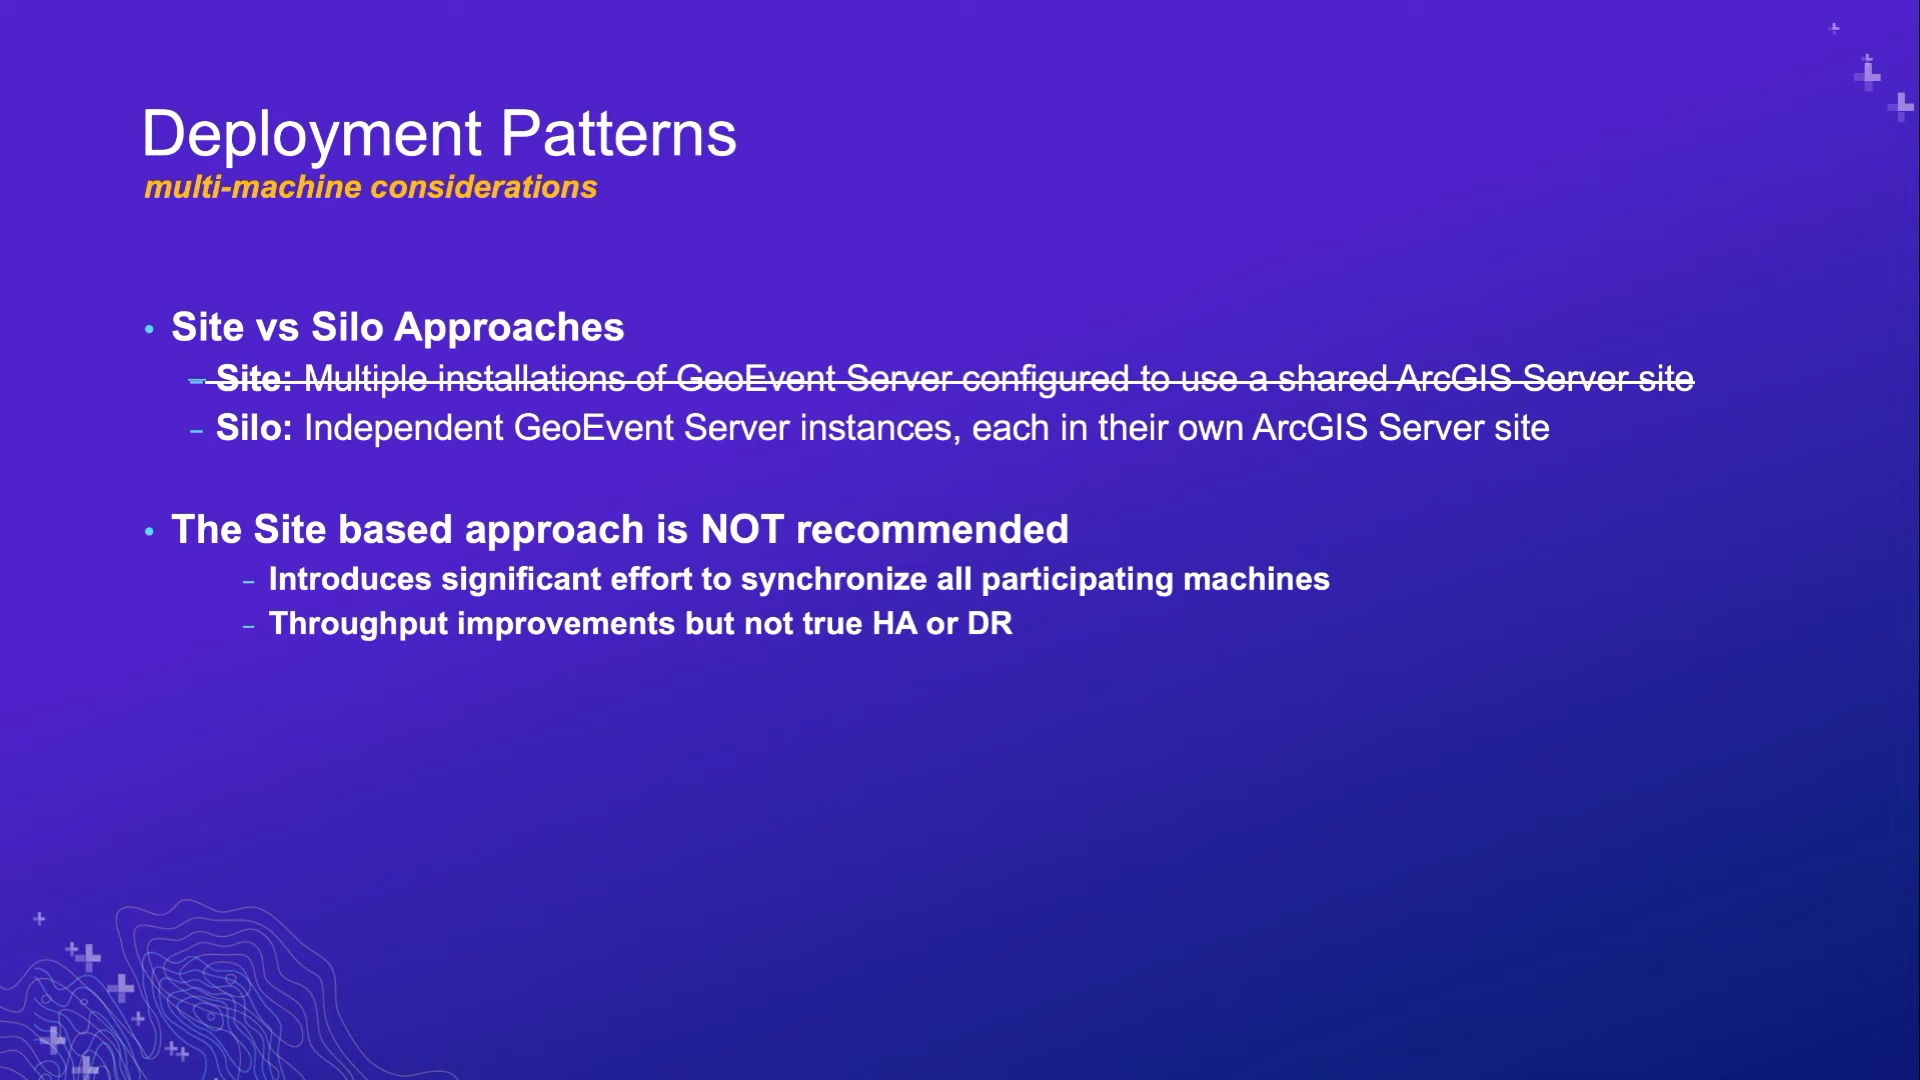 Deployment Patterns
multi-machine considerations
• Site vs Silo Approaches
– Site: Multiple installations of GeoEvent Server configured to use a shared ArcGIS Server site
– Silo: Independent GeoEvent Server instances, each in their own ArcGIS Server site
• The Site based approach is NOT recommended
– Introduces significant effort to synchronize all participating machines
– Throughput improvements but not true HA or DR